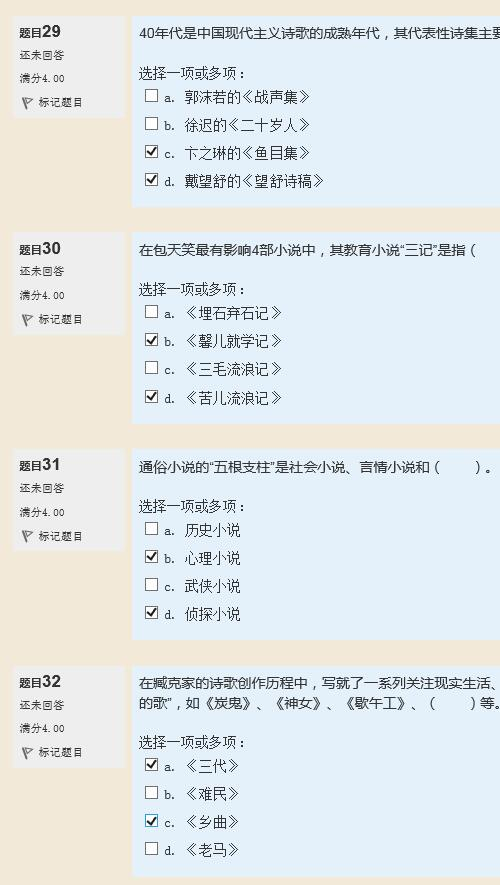 题目29
还未回答
满分4.00
标记题目
40年代是中国现代主义诗歌的成熟年代，其代表性诗集主要
选择一项或多项：
a. 郭沫若的《战声集》
b. 徐迟的《二十岁人》
c. 卞之琳的《鱼目集》
d. 戴望舒的《望舒诗稿》
题目30
还未回答
满分4.00
标记题目
在包天笑最有影响4部小说中，其教育小说“三记”是指（
选择一项或多项：
a. 《埋石弃石记》
b. 《馨儿就学记》
c. 《三毛流浪记》
d. 《苦儿流浪记》
题目31
还未回答
满分4.00
标记题目
通俗小说的“五根支柱”是社会小说、言情小说和（　　）。
选择一项或多项：
a. 历史小说
b. 心理小说
c. 武侠小说
d. 侦探小说
题目32
还未回答
满分4.00
标记题目
在臧克家的诗歌创作历程中，写就了一系列关注现实生活、
的歌”，如《炭鬼》、《神女》、《歇午工》、（　　）等。
选择一项或多项：
a. 《三代》
b. 《难民》
c. 《乡曲》
d. 《老马》